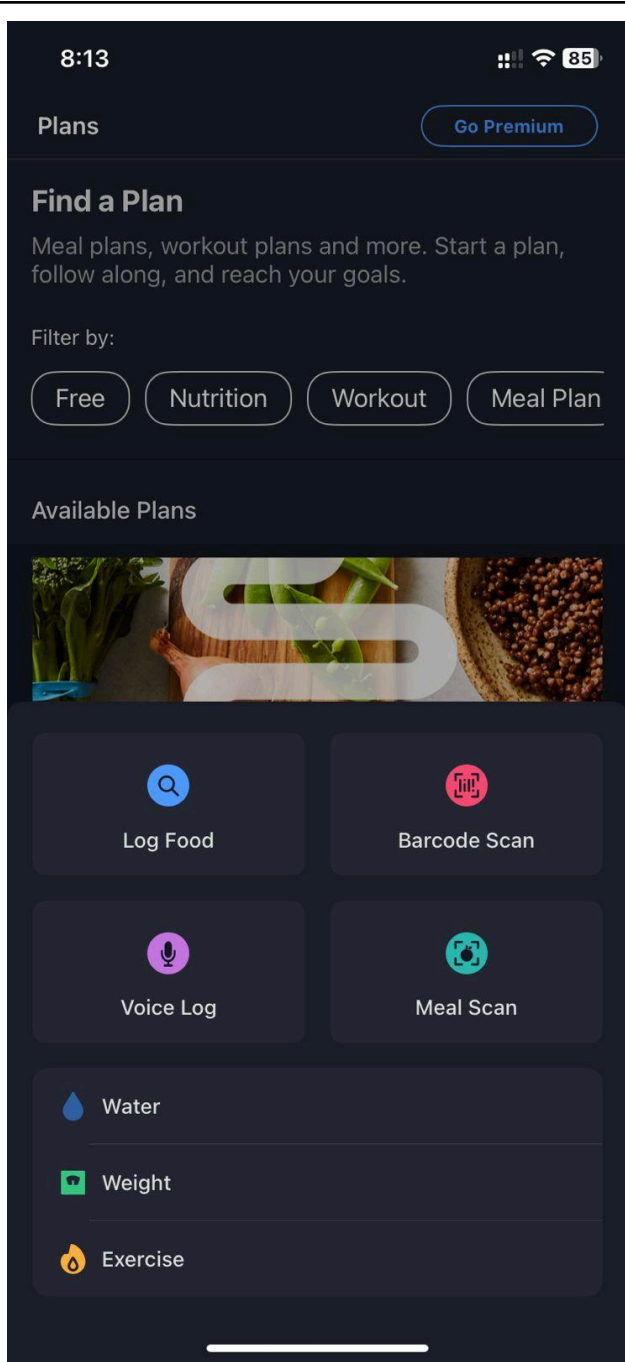 8:13
85
Plans
Go Premium
Find a Plan
Meal plans, workout plans and more. Start a plan,
follow along, and reach your goals.
Filter by:
Free
Nutrition
Workout
Meal Plan
Available Plans
Log Food
Barcode Scan
Voice Log
Meal Scan
Water
Weight
Exercise